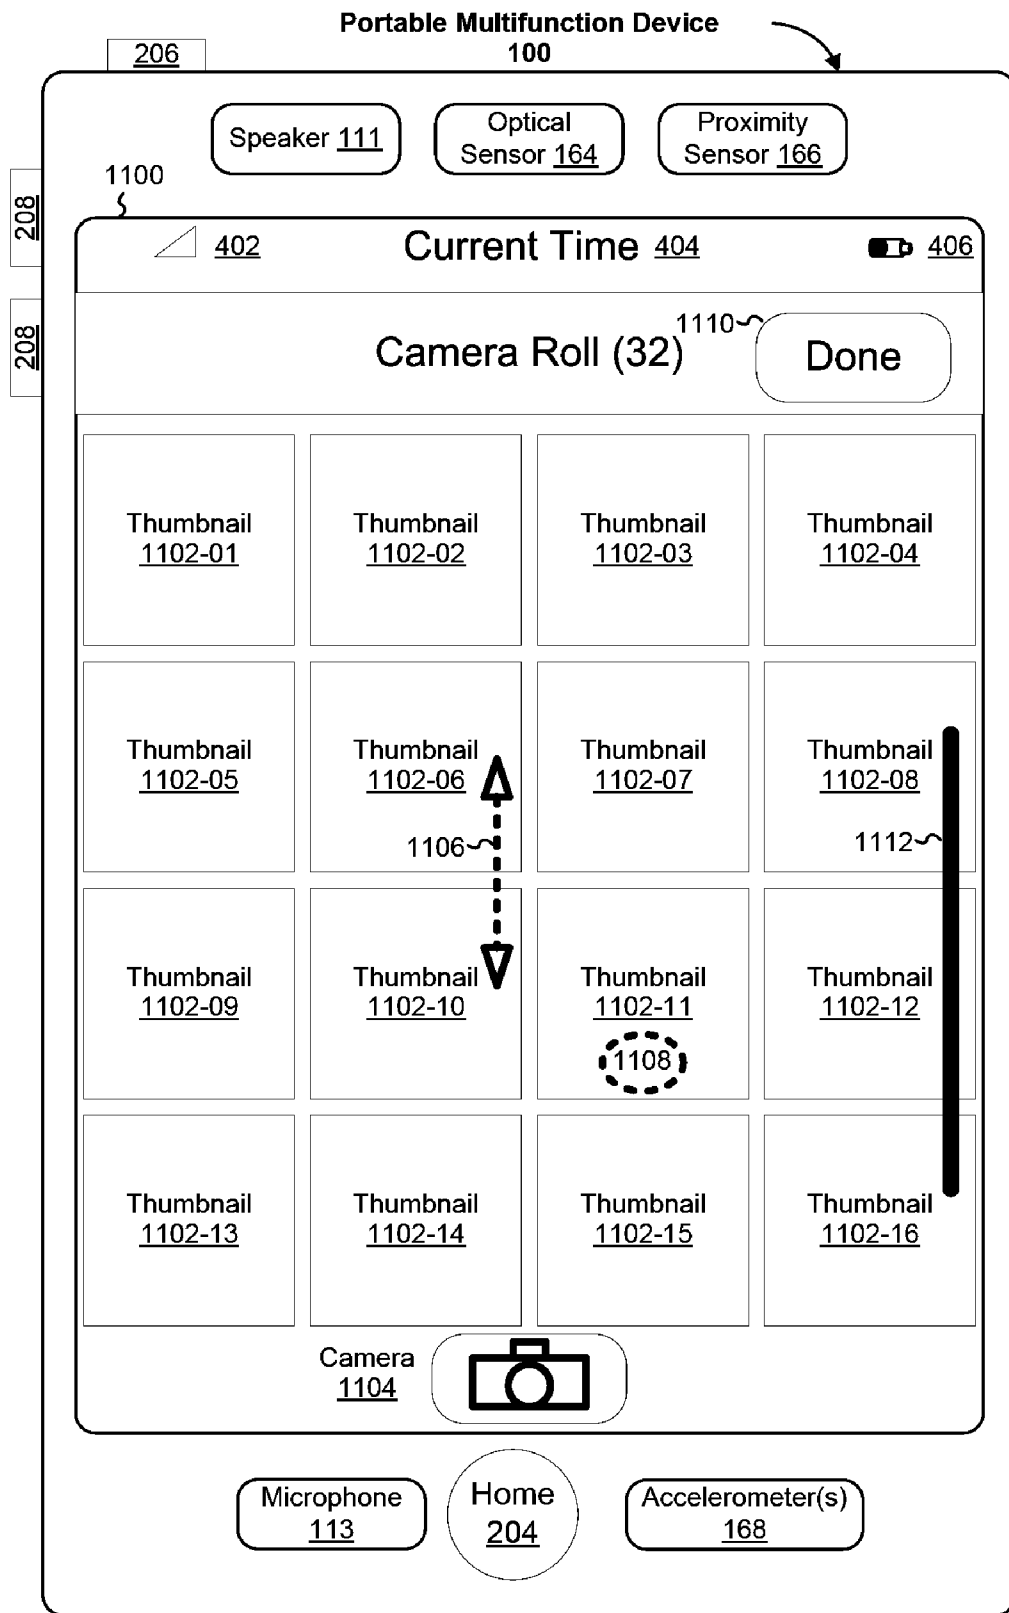 Portable Multifunction Device
100
206
Speaker 111
Optical
Sensor 164
Proximity
Sensor 166
1100
208
208
402
Current Time 404
406
Camera Roll (32)
1110
Done
Thumbnail
1102-01
Thumbnail
1102-02
Thumbnail
1102-03
Thumbnail
1102-04
Thumbnail
1102-05
Thumbnail
1102-06
Thumbnail
1102-07
Thumbnail
1102-08
1106
1112
Thumbnail
1102-09
Thumbnail
1102-10
Thumbnail
1102-11
1108
Thumbnail
1102-12
Thumbnail
1102-13
Thumbnail
1102-14
Thumbnail
1102-15
Thumbnail
1102-16
Camera
1104
Microphone
113
Home
204
Accelerometer(s)
168